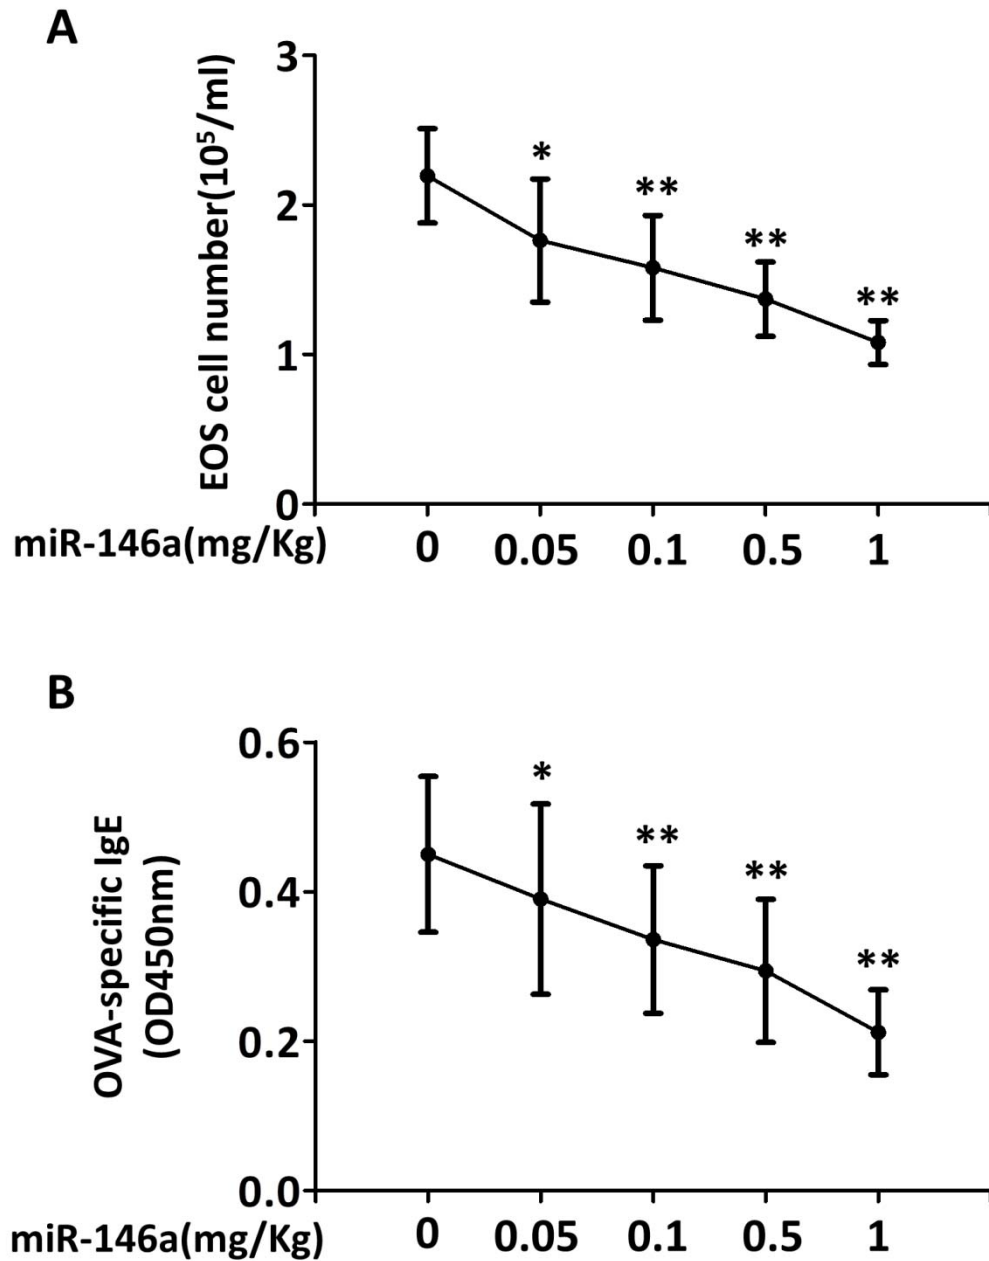 A
EOS cell number(10⁵/ml)
3
2
1
0
*
**
**
**
miR-146a(mg/Kg)
0 0.05 0.1 0.5 1
B
OVA-specific IgE
(OD450nm)
0.6
0.4
0.2
0.0
*
**
**
**
miR-146a(mg/Kg)
0 0.05 0.1 0.5 1